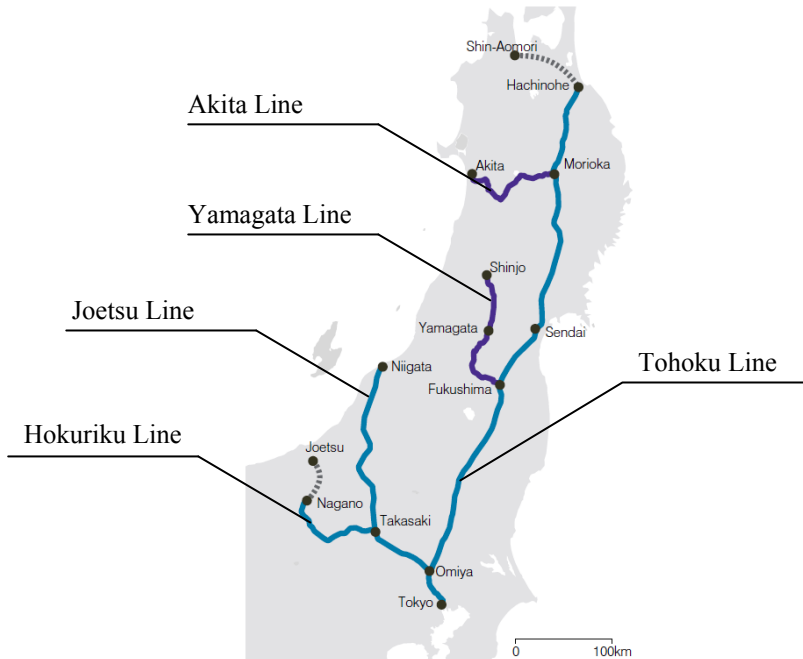 Shin-Aomori
Hachinohe
Akita Line
Akita
Morioka
Yamagata Line
Shinjo
Joetsu Line
Yamagata
Sendai
Niigata
Tohoku Line
Fukushima
Hokuriku Line
Joetsu
Nagano
Takasaki
Omiya
Tokyo
0 100km